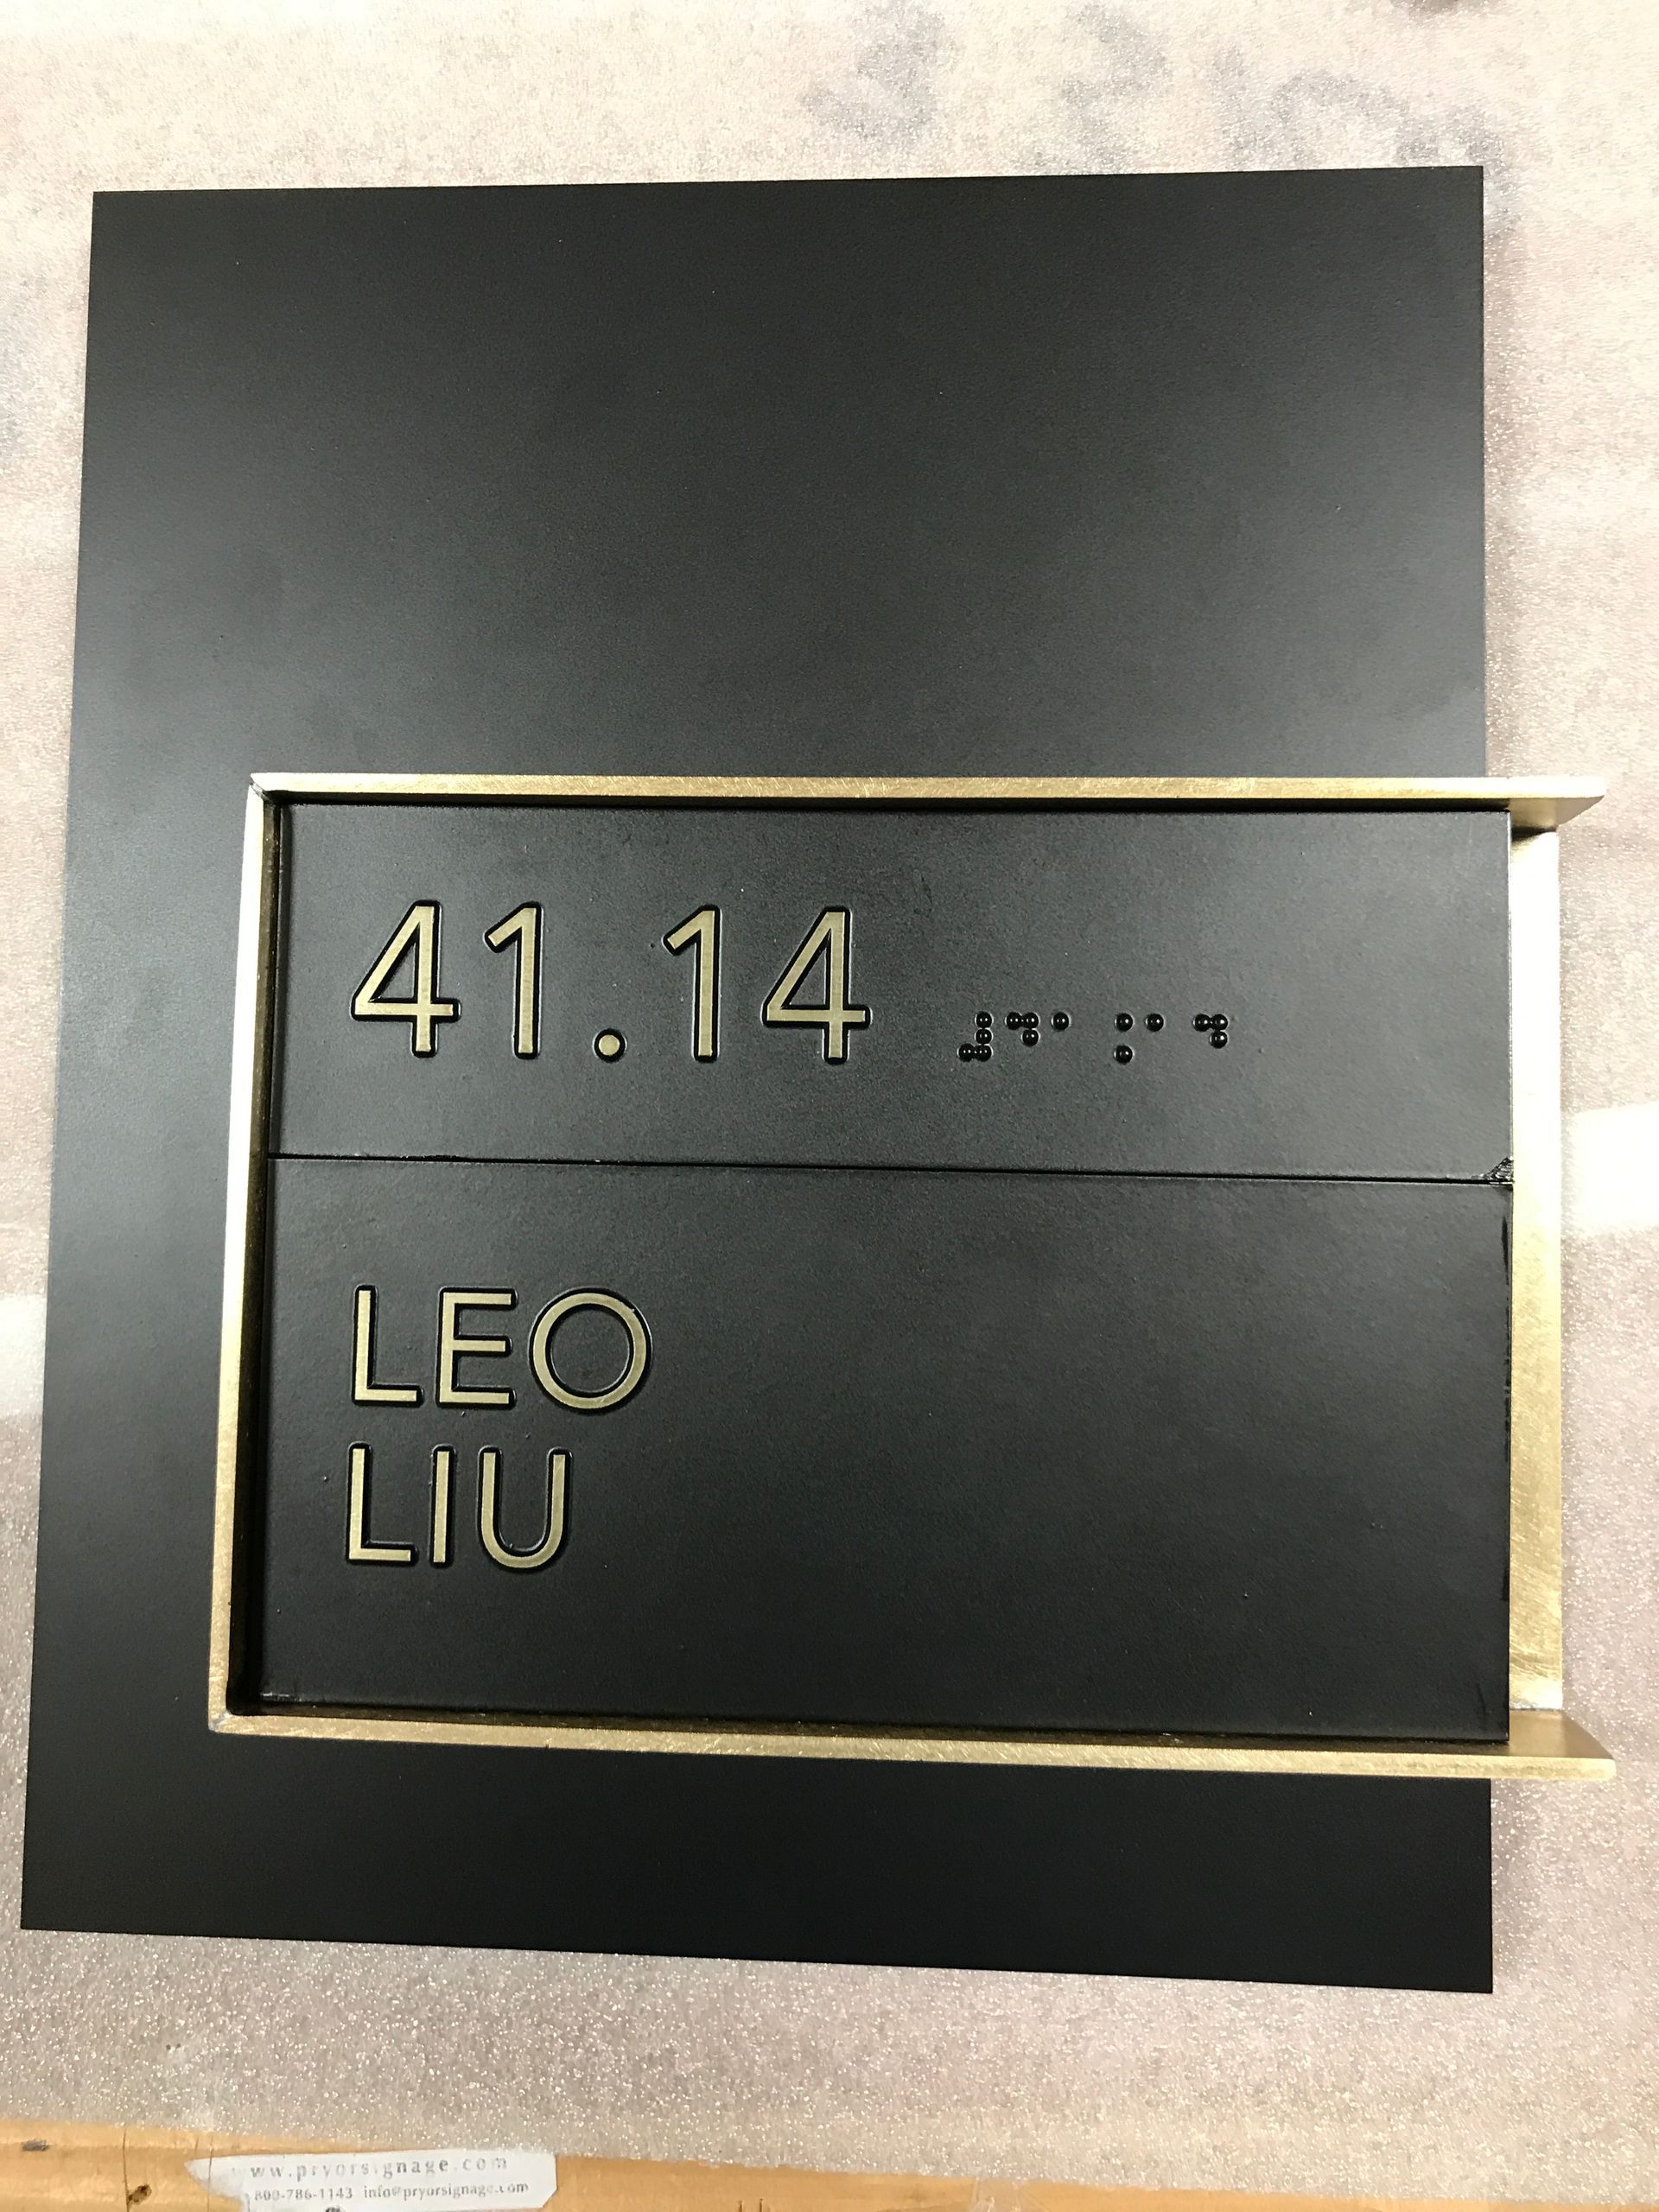 41.14 ⠼⠙⠁⠨⠁⠙
LEO
LIU
www.pryorsignage.com
800-786-1143 info@pryorsignage.com